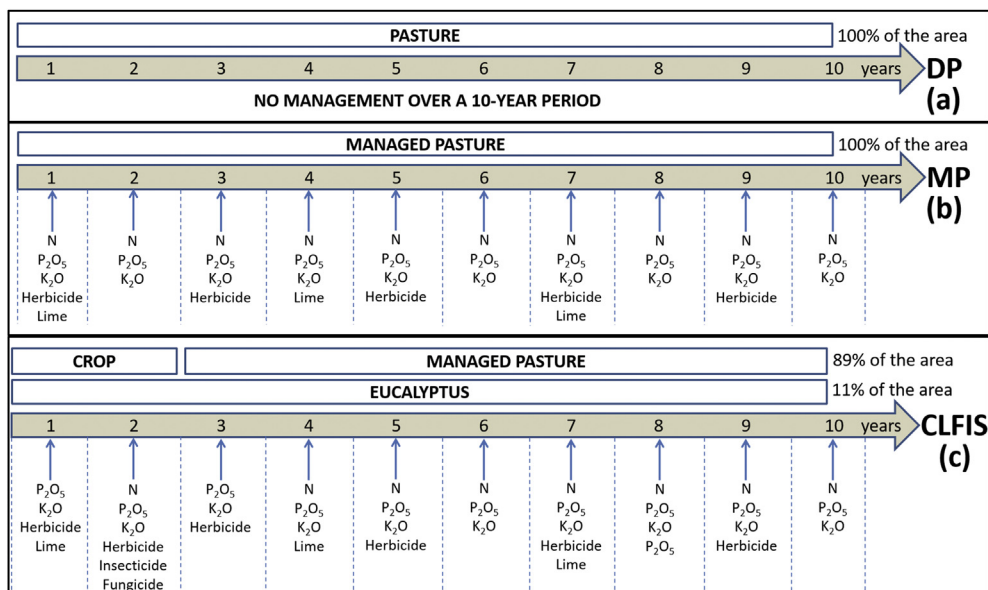 PASTURE
100% of the area
1 2 3 4 5 6 7 8 9 10 years
DP
(a)
NO MANAGEMENT OVER A 10-YEAR PERIOD
MANAGED PASTURE
100% of the area
1 2 3 4 5 6 7 8 9 10 years
MP
(b)
N
P₂O₅
K₂O
Herbicide
Lime
N
P₂O₅
K₂O
N
P₂O₅
K₂O
Herbicide
N
P₂O₅
K₂O
Lime
N
P₂O₅
K₂O
Herbicide
N
P₂O₅
K₂O
N
P₂O₅
K₂O
Herbicide
Lime
N
P₂O₅
K₂O
N
P₂O₅
K₂O
Herbicide
N
P₂O₅
K₂O
CROP
MANAGED PASTURE
89% of the area
EUCALYPTUS
11% of the area
1 2 3 4 5 6 7 8 9 10 years
CLFIS
(c)
P₂O₅
K₂O
Herbicide
Lime
N
P₂O₅
K₂O
Herbicide
Insecticide
Fungicide
P₂O₅
K₂O
Herbicide
N
P₂O₅
K₂O
Lime
N
P₂O₅
K₂O
Herbicide
N
P₂O₅
K₂O
N
P₂O₅
K₂O
Herbicide
Lime
N
P₂O₅
K₂O
P₂O₅
N
P₂O₅
K₂O
Herbicide
N
P₂O₅
K₂O